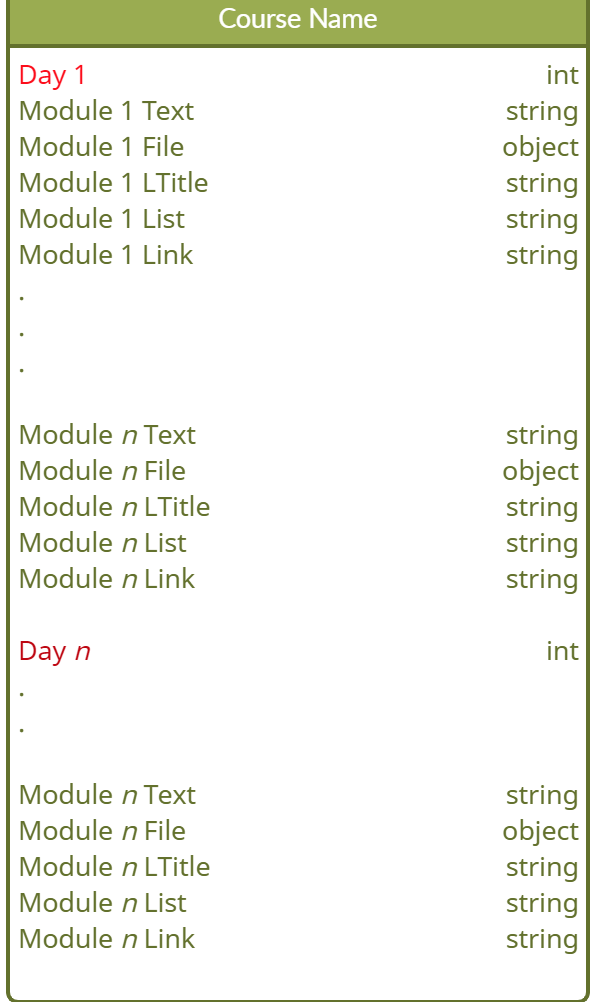 Course Name
Day 1 int
Module 1 Text string
Module 1 File object
Module 1 LTitle string
Module 1 List string
Module 1 Link string
.
.
.
Module n Text string
Module n File object
Module n LTitle string
Module n List string
Module n Link string
Day n int
.
.
Module n Text string
Module n File object
Module n LTitle string
Module n List string
Module n Link string